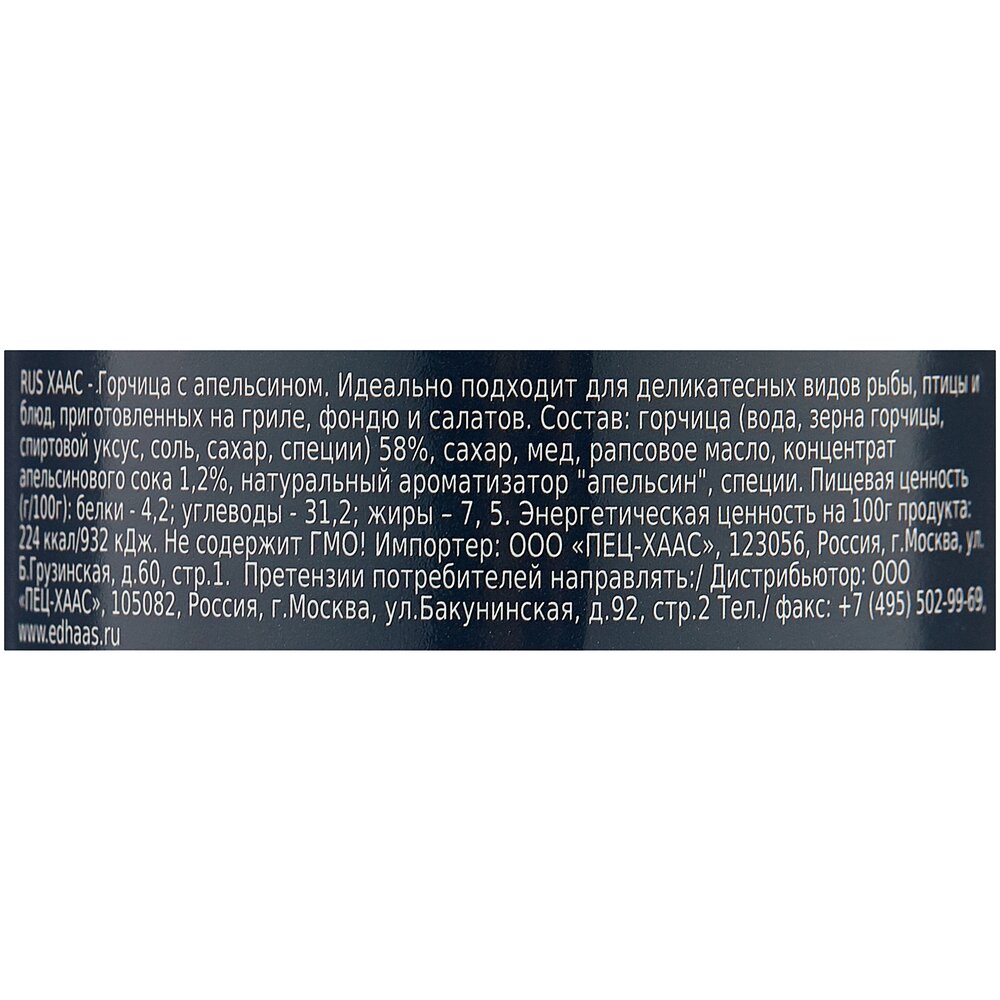 RUS ХААС - Горчица с апельсином. Идеально подходит для деликатесных видов рыбы, птицы и
блюд, приготовленных на гриле, фондю и салатов. Состав: горчица (вода, зерна горчицы,
спиртовой уксус, соль, сахар, специи) 58%, сахар, мед, рапсовое масло, концентрат
апельсинового сока 1,2%, натуральный ароматизатор "апельсин", специи. Пищевая ценность
(г/100г): белки - 4,2; углеводы - 31,2; жиры – 7, 5. Энергетическая ценность на 100г продукта:
224 ккал/932 кДж. Не содержит ГМО! Импортер: ООО «ПЕЦ-ХААС», 123056, Россия, г.Москва, ул.
Б.Грузинская, д.60, стр.1. Претензии потребителей направлять:/ Дистрибьютор: ООО
«ПЕЦ-ХААС», 105082, Россия, г.Москва, ул.Бакунинская, д.92, стр.2 Тел./ факс: +7 (495) 502-99-69,
www.edhaas.ru